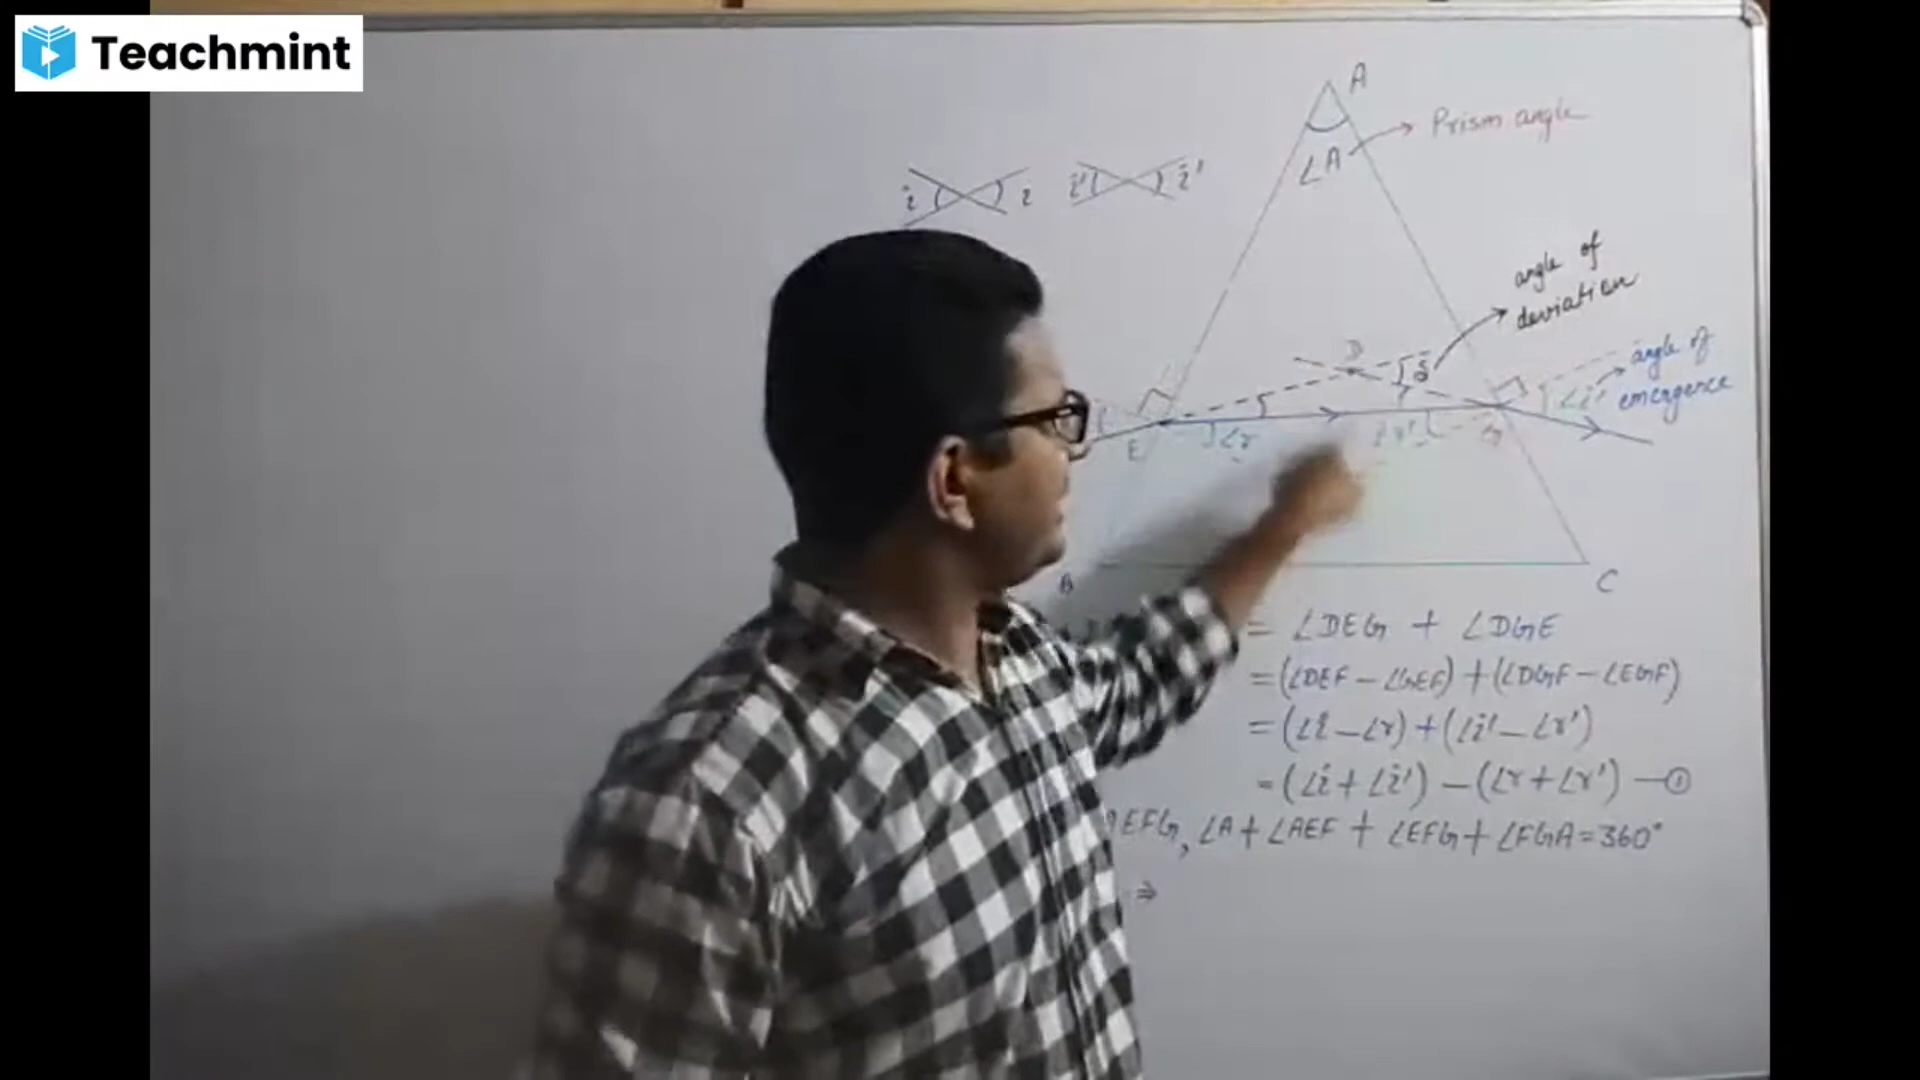 Teachmint
A
Prism angle
∠A
i i i' i'
angle of
deviation
D
δ
angle of
emergence
∠i'
E
∠r
∠r'
G
B
C
= ∠DEG + ∠DGE
=(∠DEF – ∠GEF)+(∠DGF – ∠EGF)
=(∠i – ∠r)+(∠i' – ∠r')
= (∠i + ∠i') – (∠r + ∠r') —①
EFG, ∠A + ∠AEF + ∠EFG + ∠FGA = 360°
⇒